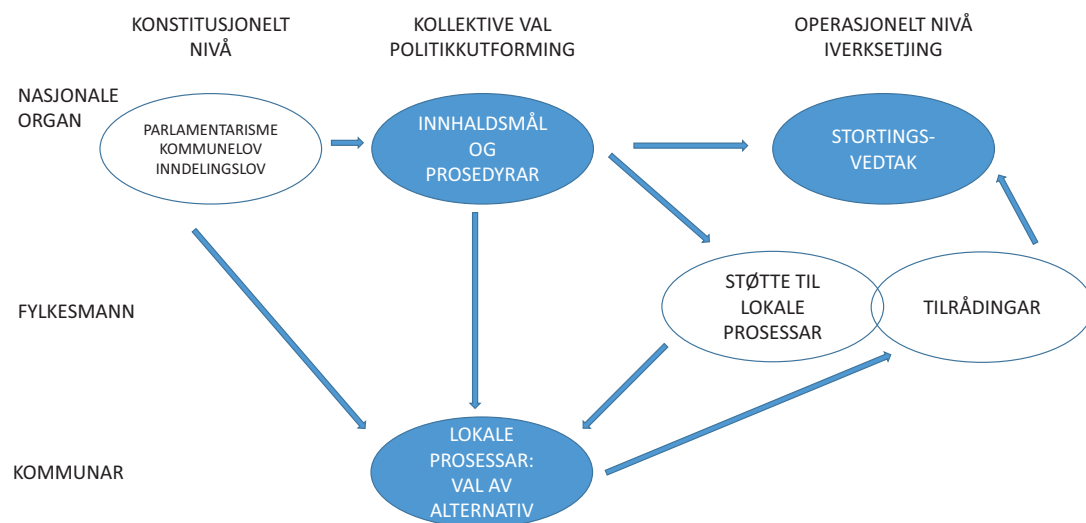 KONSTITUSJONELT
NIVÅ
KOLLEKTIVE VAL
POLITIKKUTFORMING
OPERASJONELT NIVÅ
IVERKSETJING
NASJONALE
ORGAN
PARLAMENTARISME
KOMMUNELOV
INNDELINGSLOV
INNHALDSMÅL
OG
PROSEDYRAR
STORTINGS-
VEDTAK
FYLKESMANN
STØTTE TIL
LOKALE
PROSESSAR
TILRÅDINGAR
KOMMUNAR
LOKALE
PROSESSAR:
VAL AV
ALTERNATIV